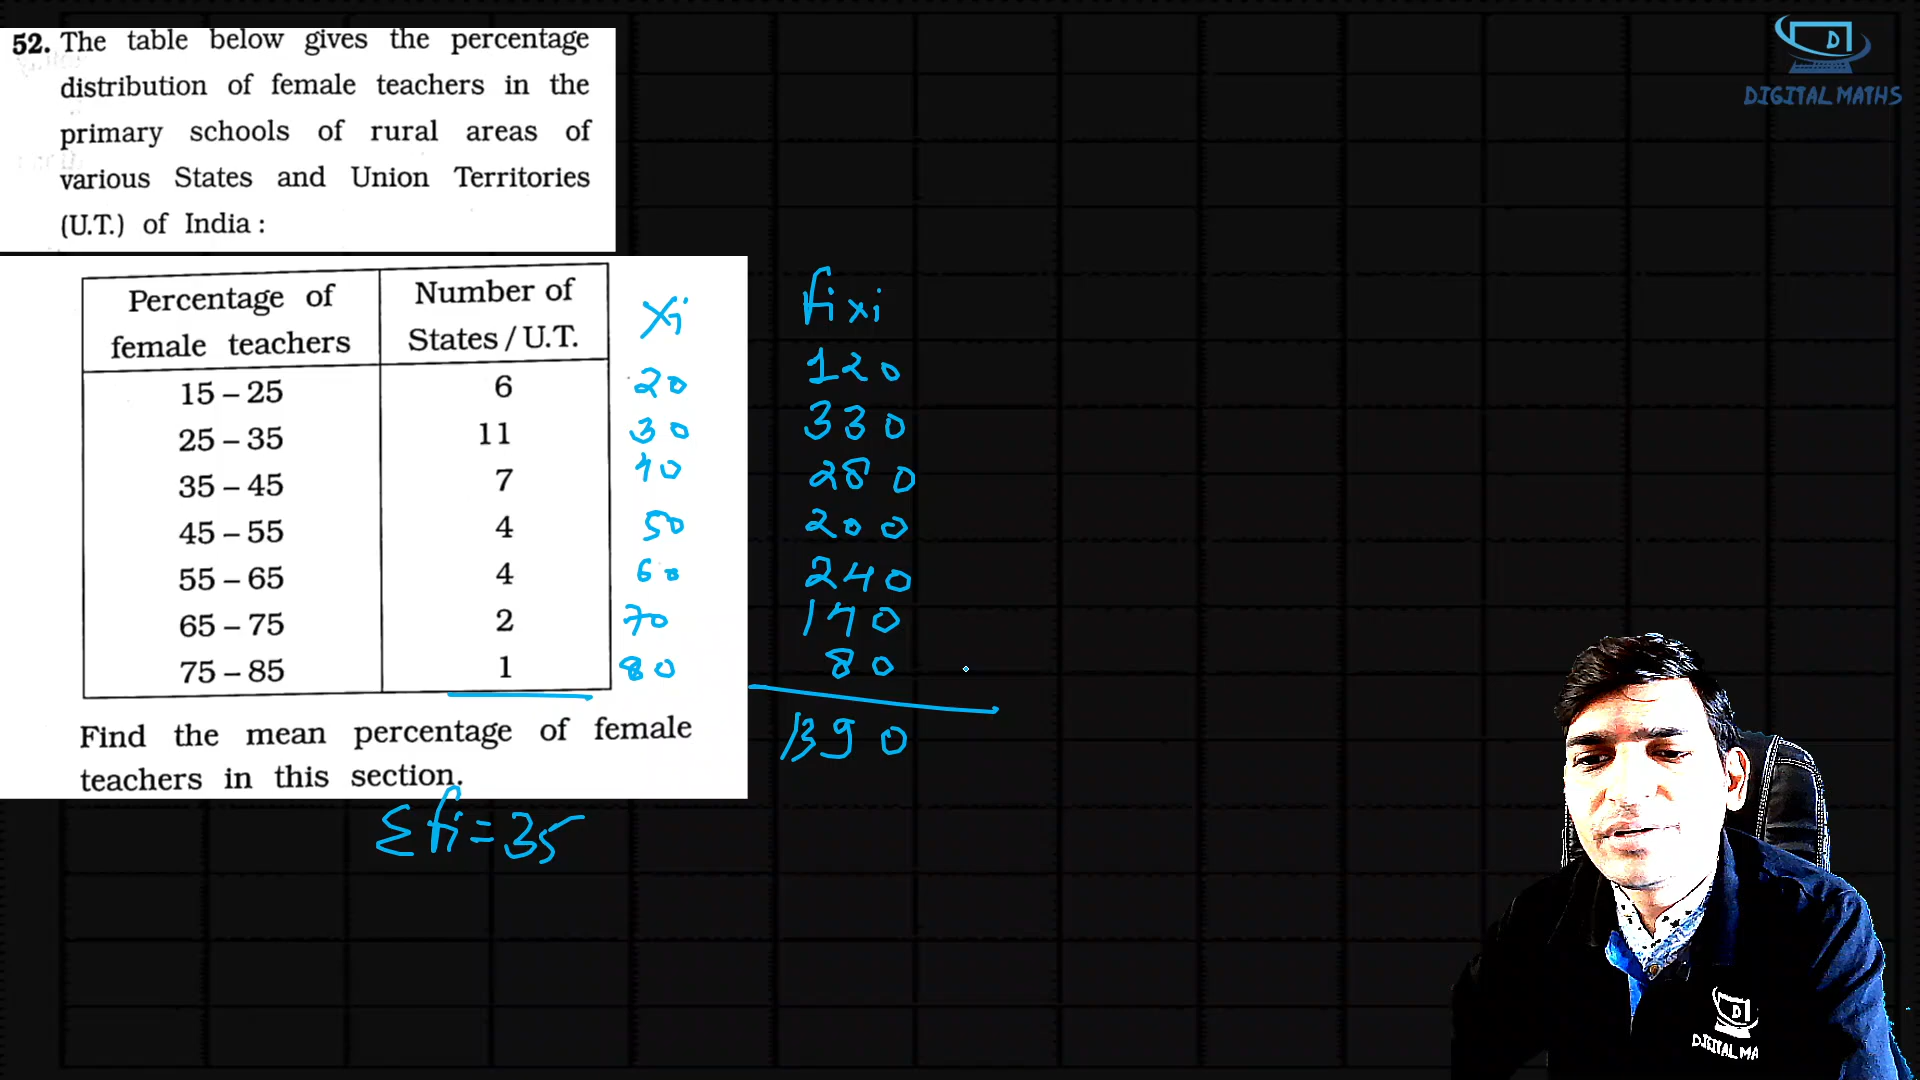 52. The table below gives the percentage
distribution of female teachers in the
primary schools of rural areas of
various States and Union Territories
(U.T.) of India :
Percentage of female teachers
Number of States / U.T.
xi
fixi
15 – 25 6 20 120
25 – 35 11 30 330
35 – 45 7 40 280
45 – 55 4 50 200
55 – 65 4 60 240
65 – 75 2 70 140
75 – 85 1 80 80
1390
Find the mean percentage of female
teachers in this section.
Σfi = 35
D
DIGITAL MATHS
D
DIGITAL MA